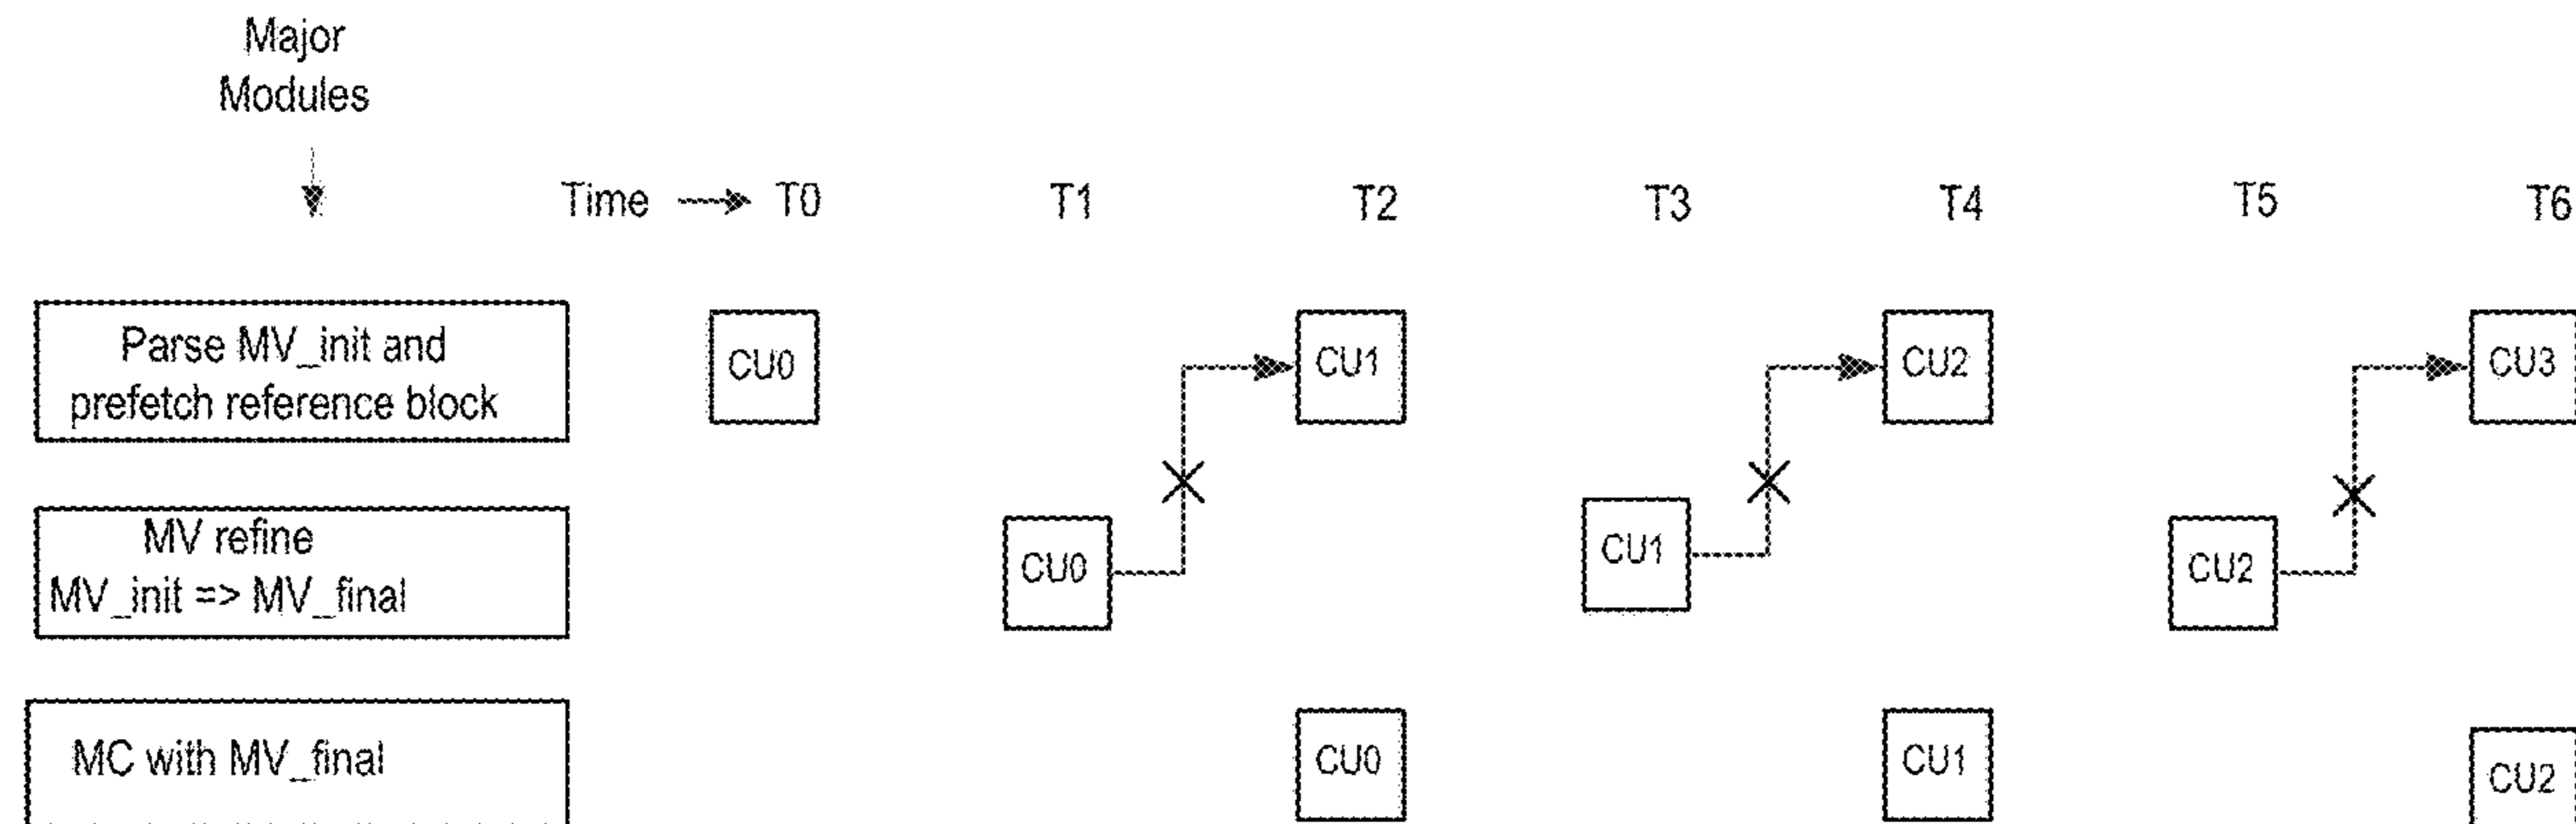 Major
Modules
Time T0 T1 T2 T3 T4 T5 T6
Parse MV_init and
prefetch reference block
CU0 CU1 CU2 CU3
MV refine
MV_init => MV_final
CU0 CU1 CU2
MC with MV_final
CU0 CU1 CU2